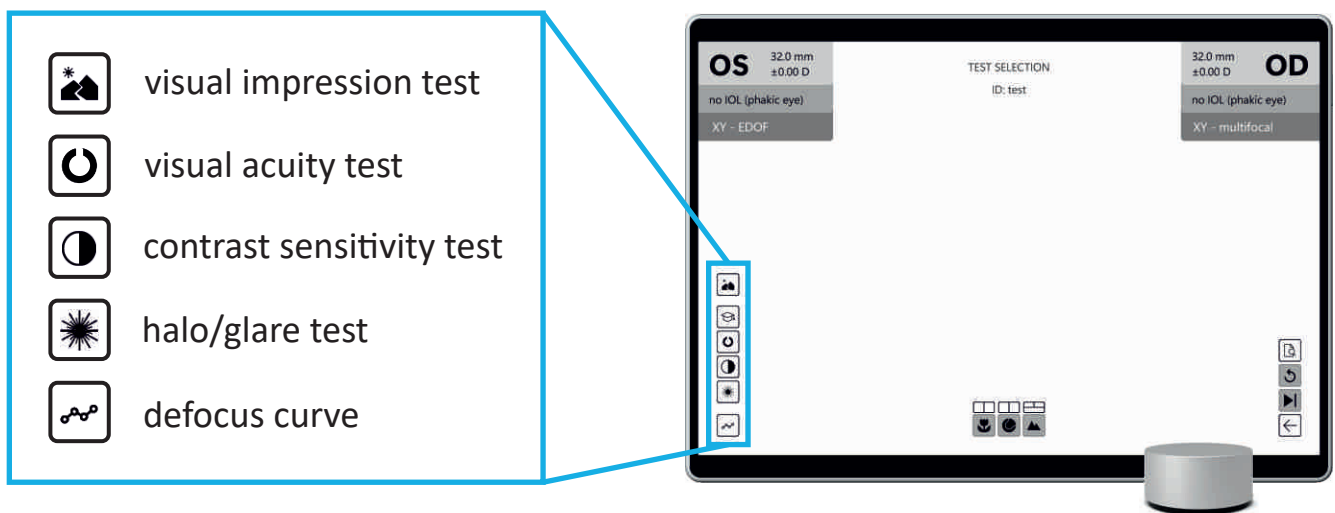 visual impression test
visual acuity test
contrast sensitivity test
halo/glare test
defocus curve
OS 32.0 mm
±0.00 D
no IOL (phakic eye)
XY - EDOF
TEST SELECTION
ID: test
32.0 mm OD
±0.00 D
no IOL (phakic eye)
XY - multifocal